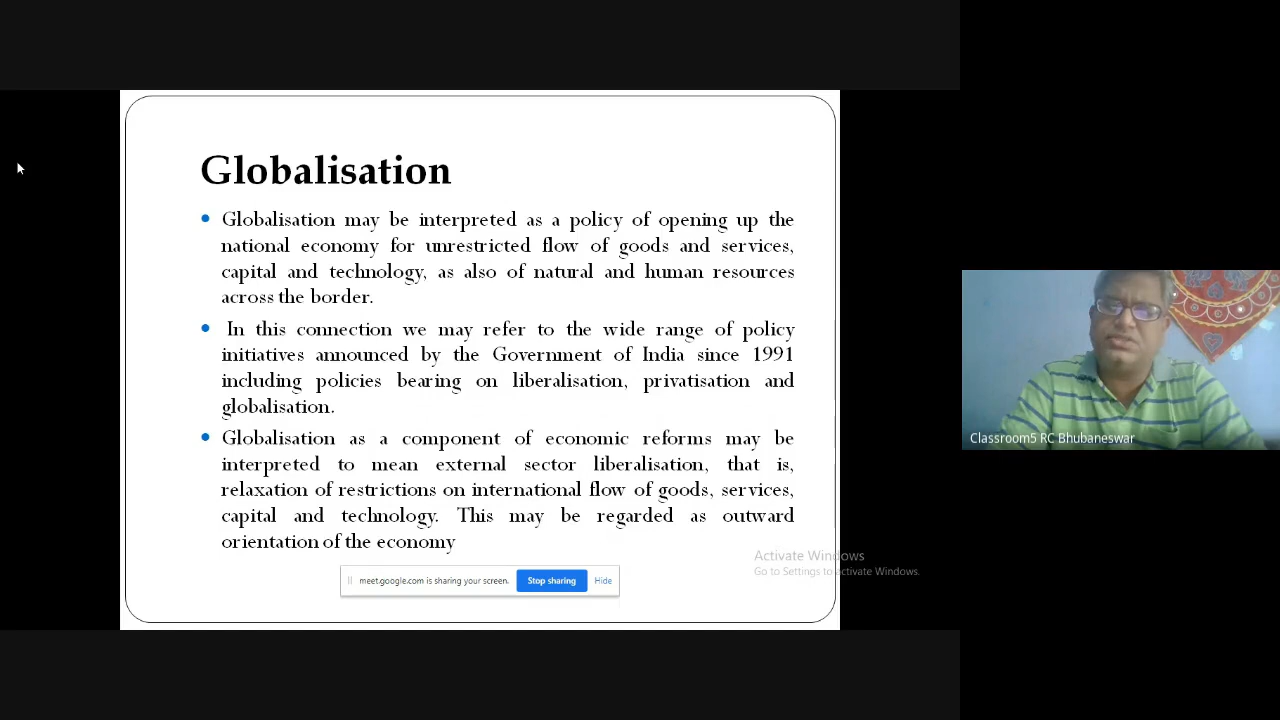 Globalisation
Globalisation may be interpreted as a policy of opening up the
national economy for unrestricted flow of goods and services,
capital and technology, as also of natural and human resources
across the border.
In this connection we may refer to the wide range of policy
initiatives announced by the Government of India since 1991
including policies bearing on liberalisation, privatisation and
globalisation.
Globalisation as a component of economic reforms may be
interpreted to mean external sector liberalisation, that is,
relaxation of restrictions on international flow of goods, services,
capital and technology. This may be regarded as outward
orientation of the economy
Activate Windows
Go to Settings to activate Windows.
meet.google.com is sharing your screen. Stop sharing Hide
Classroom5 RC Bhubaneswar